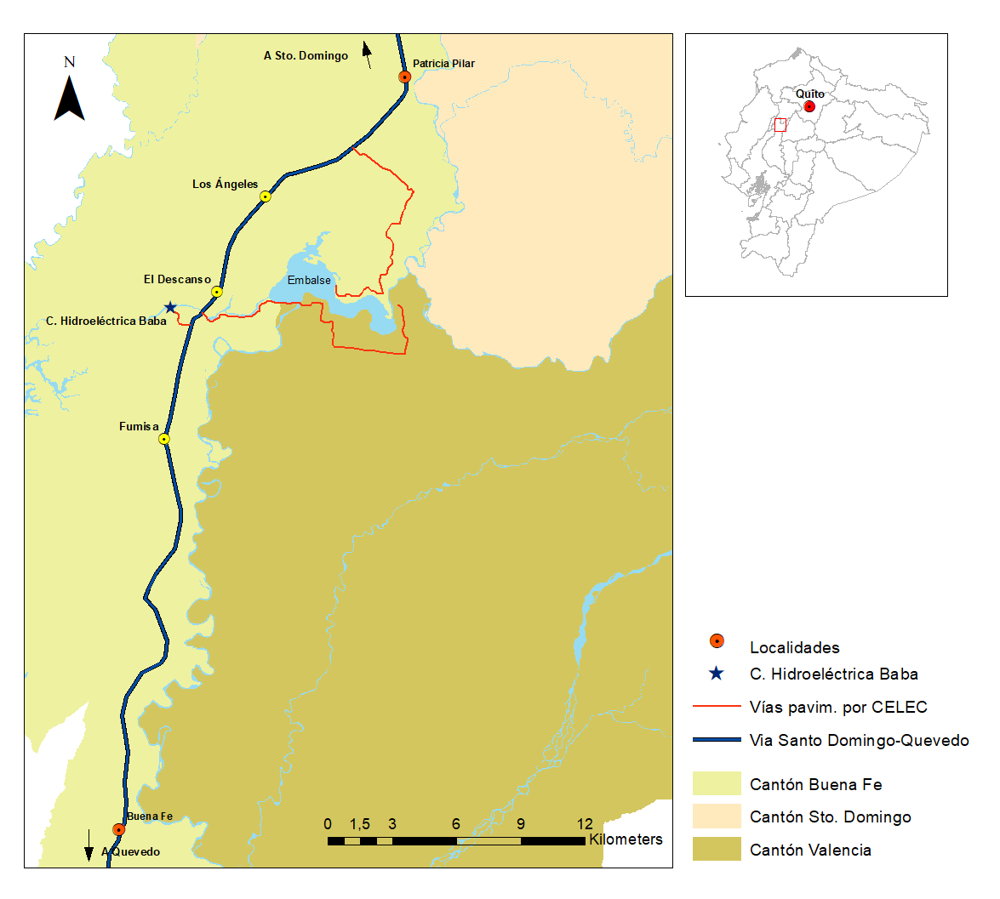 N
A Sto. Domingo
Patricia Pilar
Los Ángeles
El Descanso
Embalse
C. Hidroeléctrica Baba
Fumisa
Buena Fe
A Quevedo
0 1,5 3 6 9 12
Kilometers
Quito
Localidades
C. Hidroeléctrica Baba
Vías pavim. por CELEC
Via Santo Domingo-Quevedo
Cantón Buena Fe
Cantón Sto. Domingo
Cantón Valencia